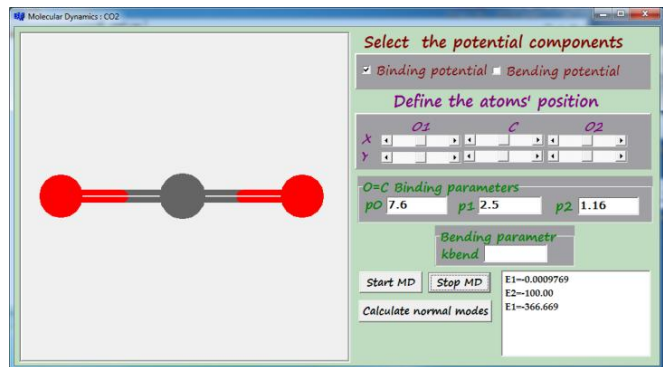 Molecular Dynamics : CO2
Select the potential components
Binding potential Bending potential
Define the atoms' position
O1 C O2
X
Y
O=C Binding parameters
p0 7.6 p1 2.5 p2 1.16
Bending parametr
kbend
Start MD Stop MD
Calculate normal modes
E1=-0.0009769
E2=-100.00
E1=-366.669